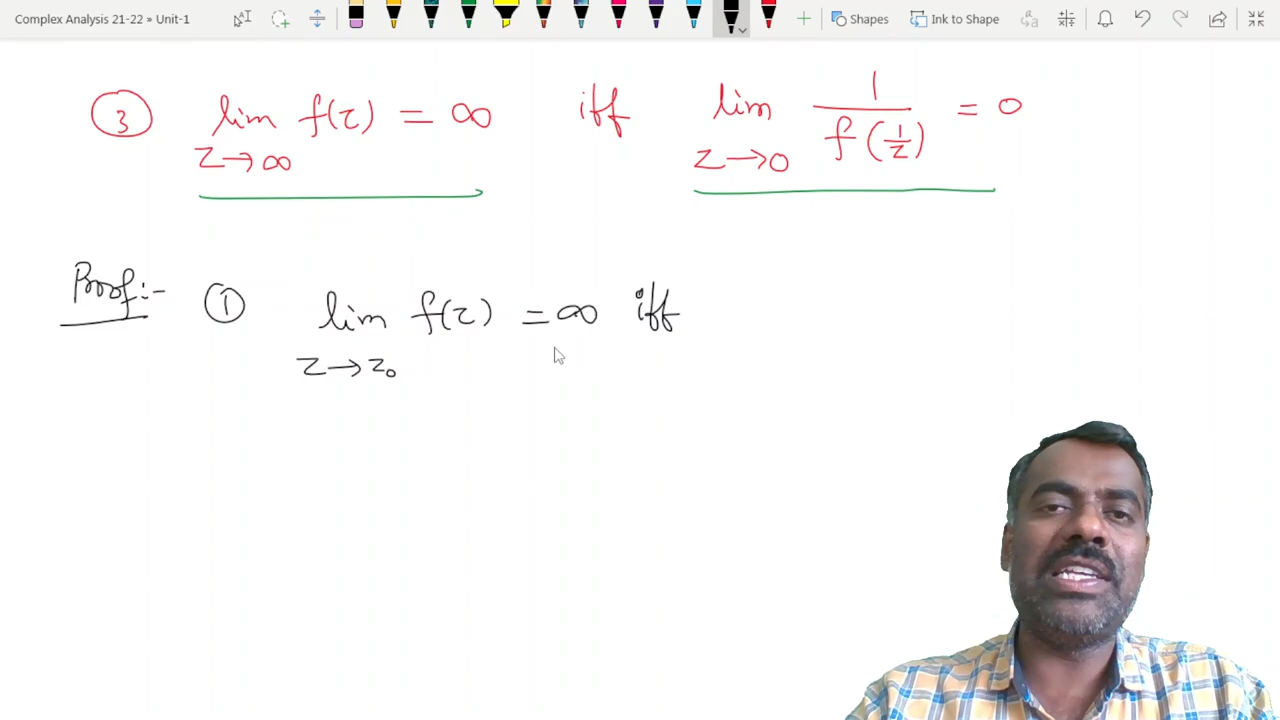 Complex Analysis 21-22 » Unit-1
Shapes
Ink to Shape
③ lim f(z) = ∞ iff lim 1/f(1/z) = 0
z→∞ z→0
Proof:- ① lim f(z) = ∞ iff
z→z₀